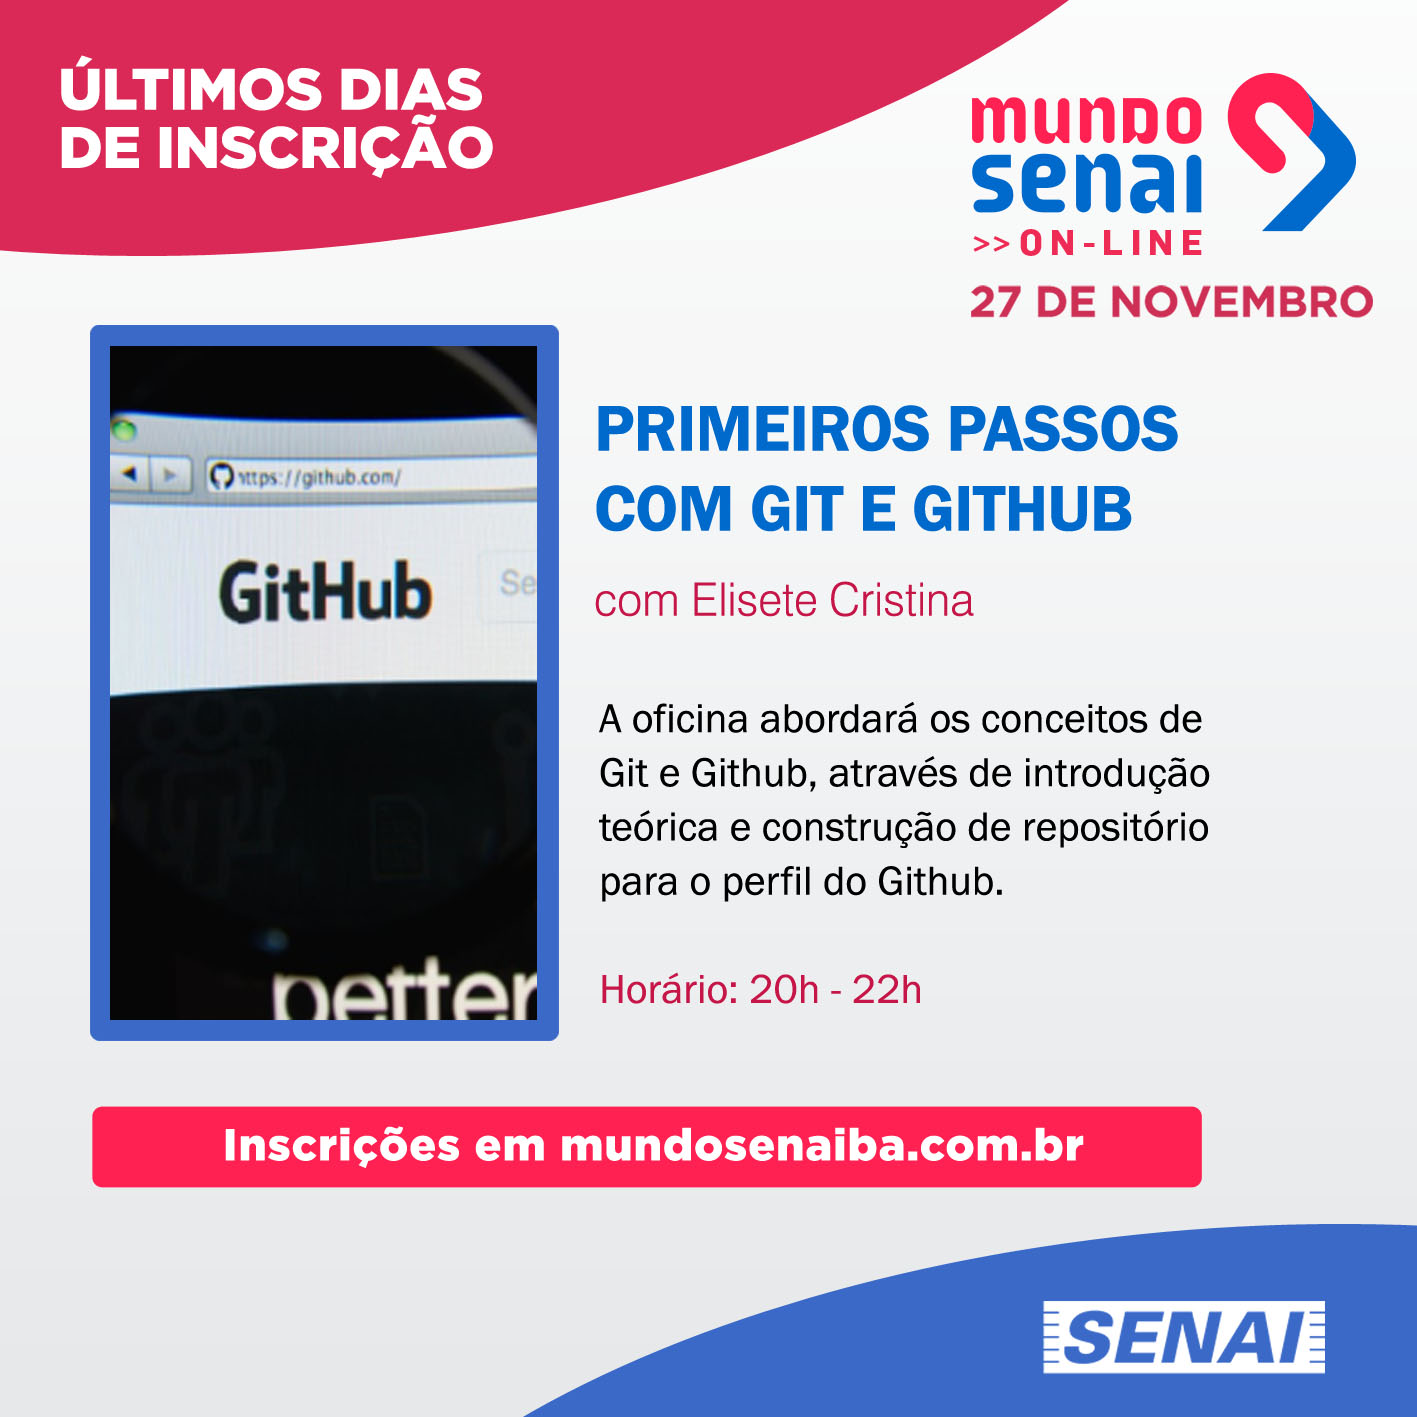 ÚLTIMOS DIAS
DE INSCRIÇÃO
mundo
senai
>> ON-LINE
27 DE NOVEMBRO
https://github.com/
GitHub
Se
better
PRIMEIROS PASSOS
COM GIT E GITHUB
com Elisete Cristina
A oficina abordará os conceitos de
Git e Github, através de introdução
teórica e construção de repositório
para o perfil do Github.
Horário: 20h - 22h
Inscrições em mundosenaiba.com.br
SENAI